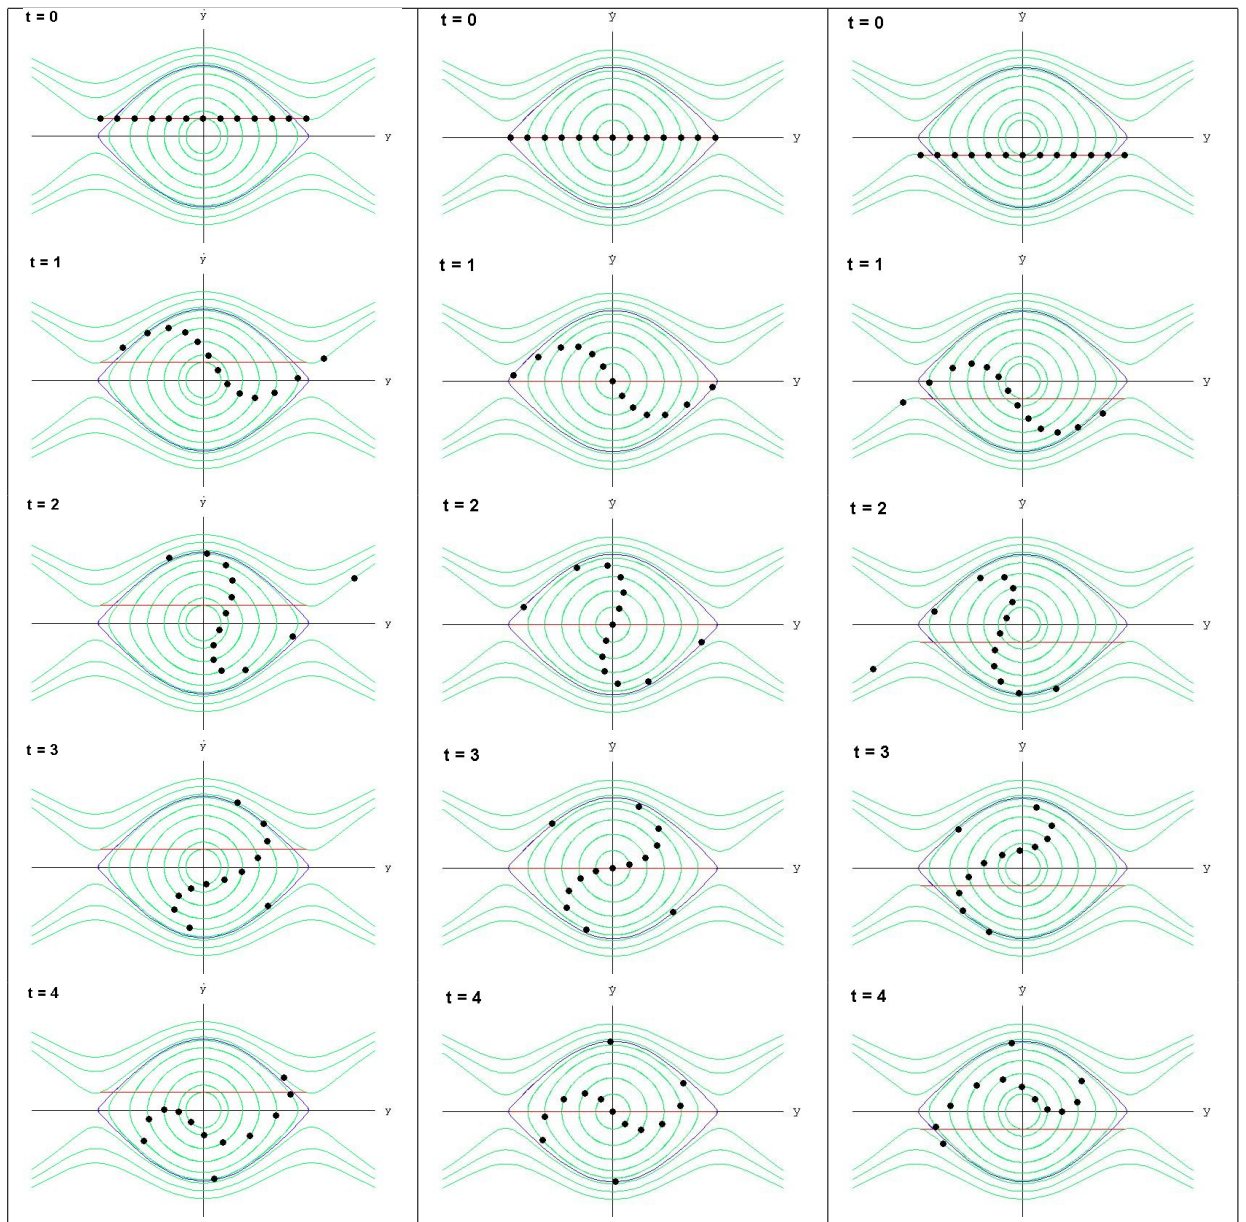 t = 0
ẏ
y
t = 0
ẏ
y
t = 0
ẏ
y
t = 1
ẏ
y
t = 1
ẏ
y
t = 1
ẏ
y
t = 2
ẏ
y
t = 2
ẏ
y
t = 2
ẏ
y
t = 3
ẏ
y
t = 3
ẏ
y
t = 3
ẏ
y
t = 4
ẏ
y
t = 4
ẏ
y
t = 4
ẏ
y